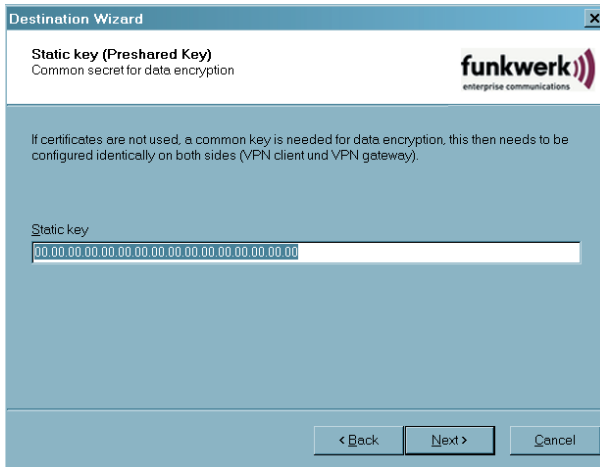 Destination Wizard
Static key (Preshared Key)
Common secret for data encryption
funkwerk
enterprise communications
If certificates are not used, a common key is needed for data encryption, this then needs to be
configured identically on both sides (VPN client und VPN gateway).
Static key
00.00.00.00.00.00.00.00.00.00.00.00.00.00.00.00
< Back
Next >
Cancel